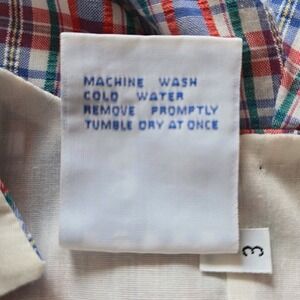 MACHINE WASH
COLD WATER
REMOVE PROMPTLY
TUMBLE DRY AT ONCE
3